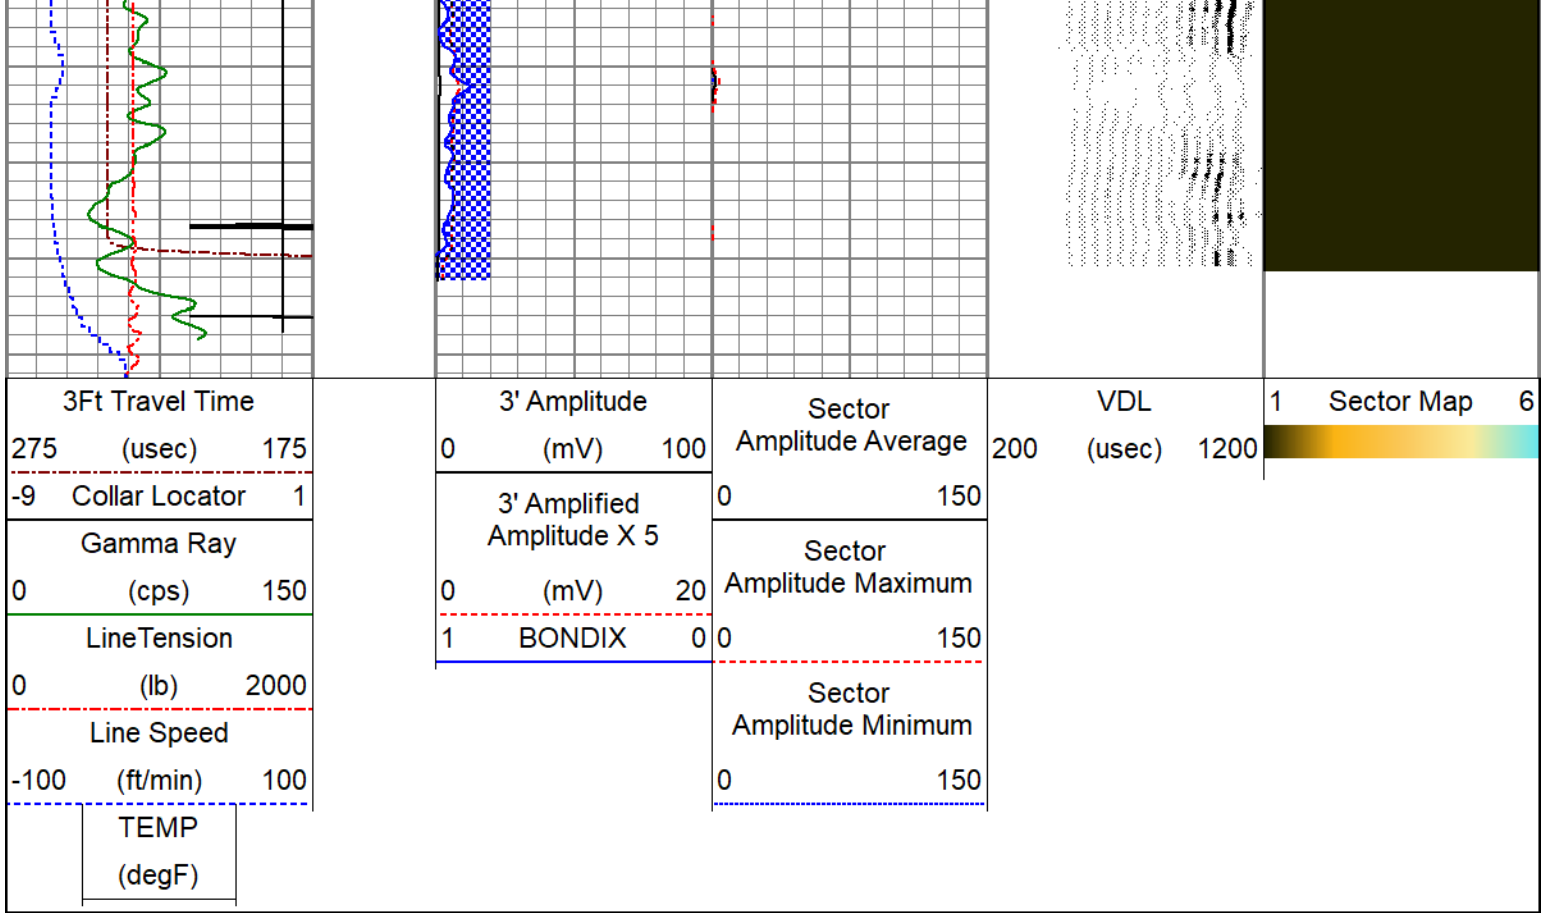 3Ft Travel Time
275 (usec) 175
-9 Collar Locator 1
Gamma Ray
0 (cps) 150
LineTension
0 (lb) 2000
Line Speed
-100 (ft/min) 100
TEMP
(degF)
3' Amplitude
0 (mV) 100
3' Amplified
Amplitude X 5
0 (mV) 20
1 BONDIX 0
Sector
Amplitude Average
0 150
Sector
Amplitude Maximum
0 150
Sector
Amplitude Minimum
0 150
VDL
200 (usec) 1200
1 Sector Map 6